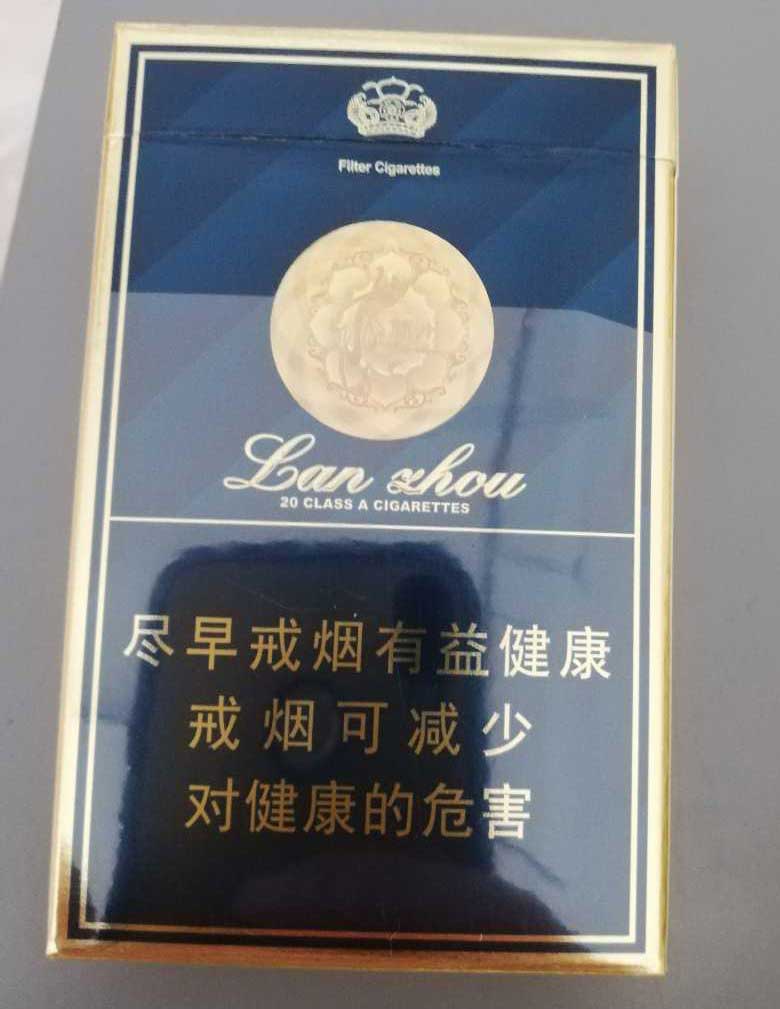 Filter Cigarettes
Lan zhou
20 CLASS A CIGARETTES
尽早戒烟有益健康
戒烟可减少
对健康的危害